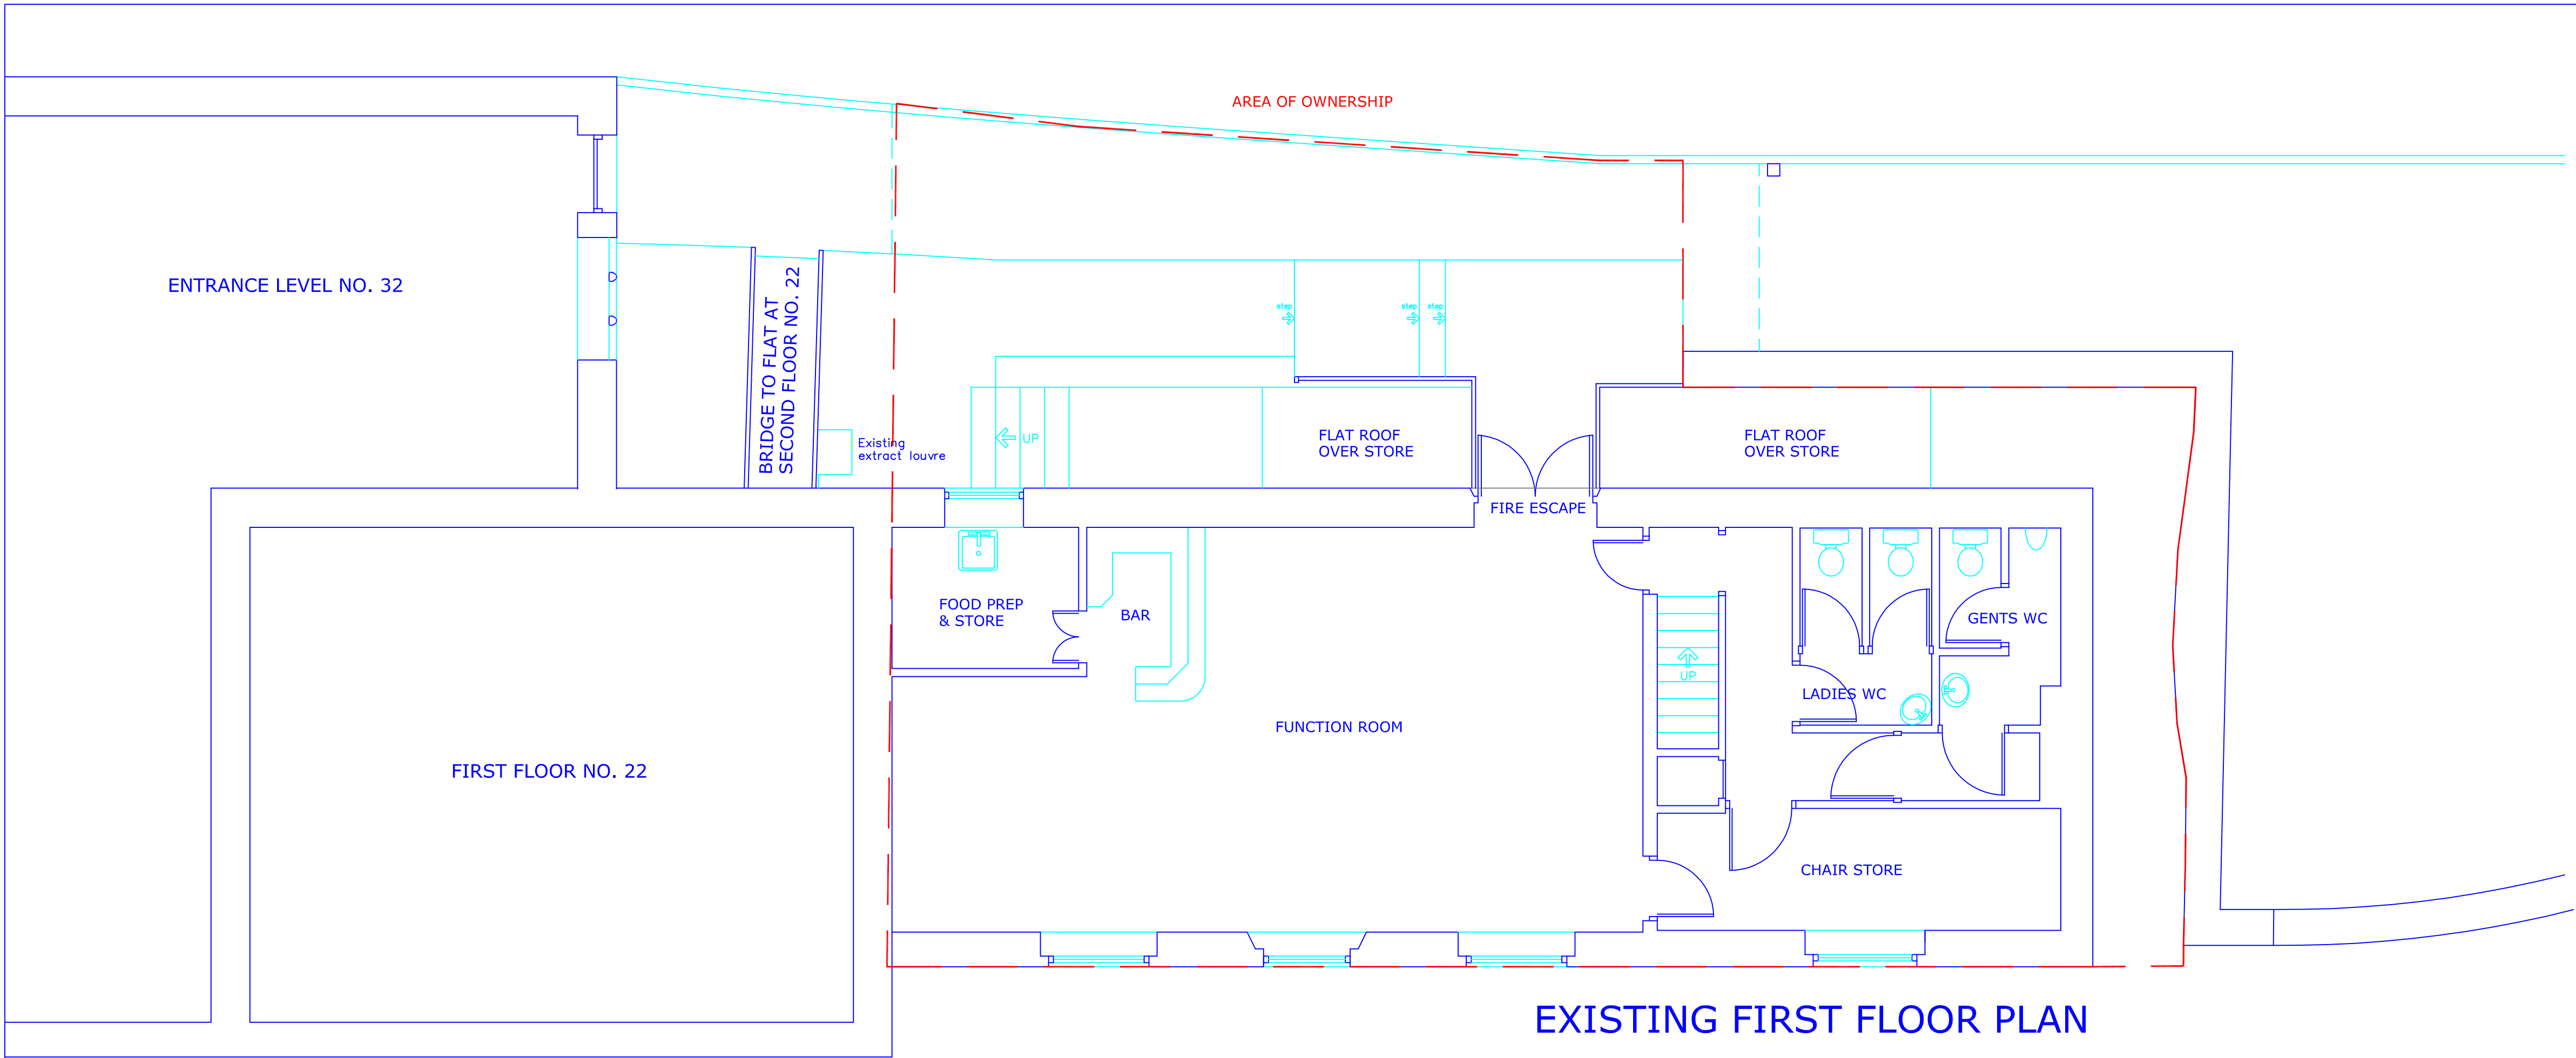 AREA OF OWNERSHIP
ENTRANCE LEVEL NO. 32
BRIDGE TO FLAT AT
SECOND FLOOR NO. 22
step
step
step
Existing
extract louvre
UP
FLAT ROOF
OVER STORE
FLAT ROOF
OVER STORE
FIRE ESCAPE
FOOD PREP
& STORE
BAR
GENTS WC
UP
LADIES WC
FUNCTION ROOM
FIRST FLOOR NO. 22
CHAIR STORE
EXISTING FIRST FLOOR PLAN